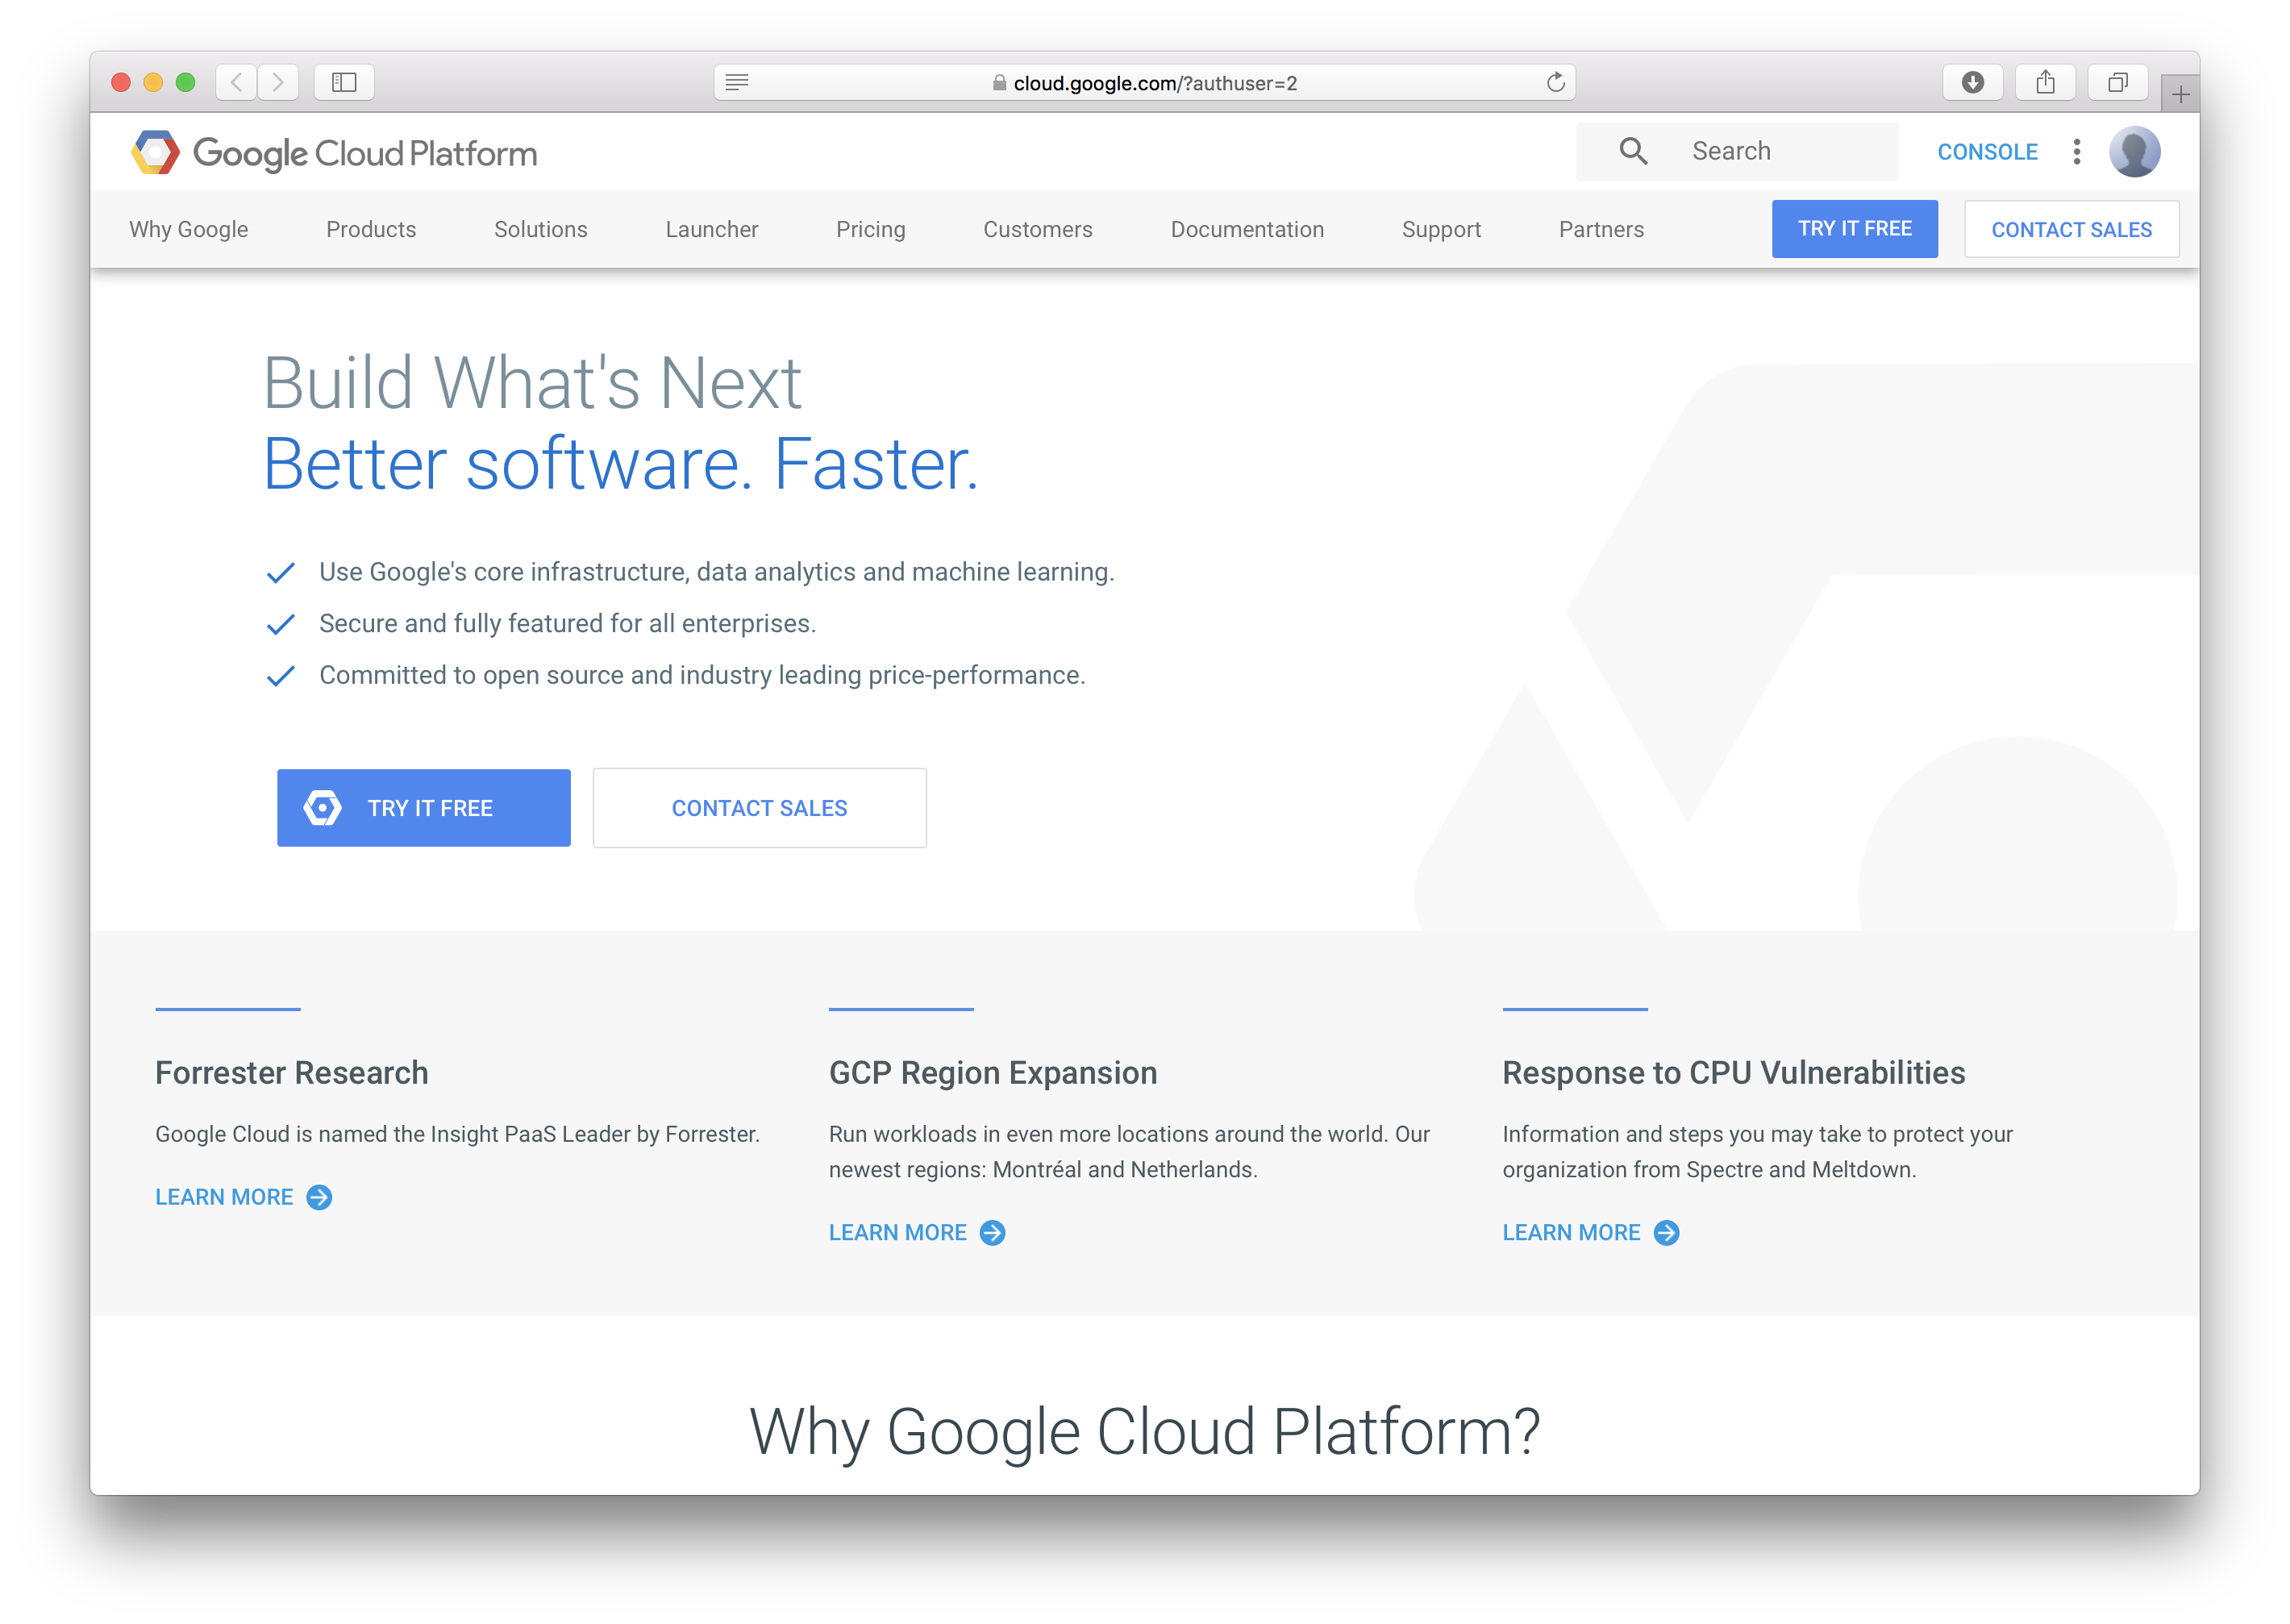 cloud.google.com/?authuser=2
Google Cloud Platform
Search
CONSOLE
Why Google
Products
Solutions
Launcher
Pricing
Customers
Documentation
Support
Partners
TRY IT FREE
CONTACT SALES
Build What's Next
Better software. Faster.
Use Google's core infrastructure, data analytics and machine learning.
Secure and fully featured for all enterprises.
Committed to open source and industry leading price-performance.
TRY IT FREE
CONTACT SALES
Forrester Research
Google Cloud is named the Insight PaaS Leader by Forrester.
LEARN MORE
GCP Region Expansion
Run workloads in even more locations around the world. Our
newest regions: Montréal and Netherlands.
LEARN MORE
Response to CPU Vulnerabilities
Information and steps you may take to protect your
organization from Spectre and Meltdown.
LEARN MORE
Why Google Cloud Platform?